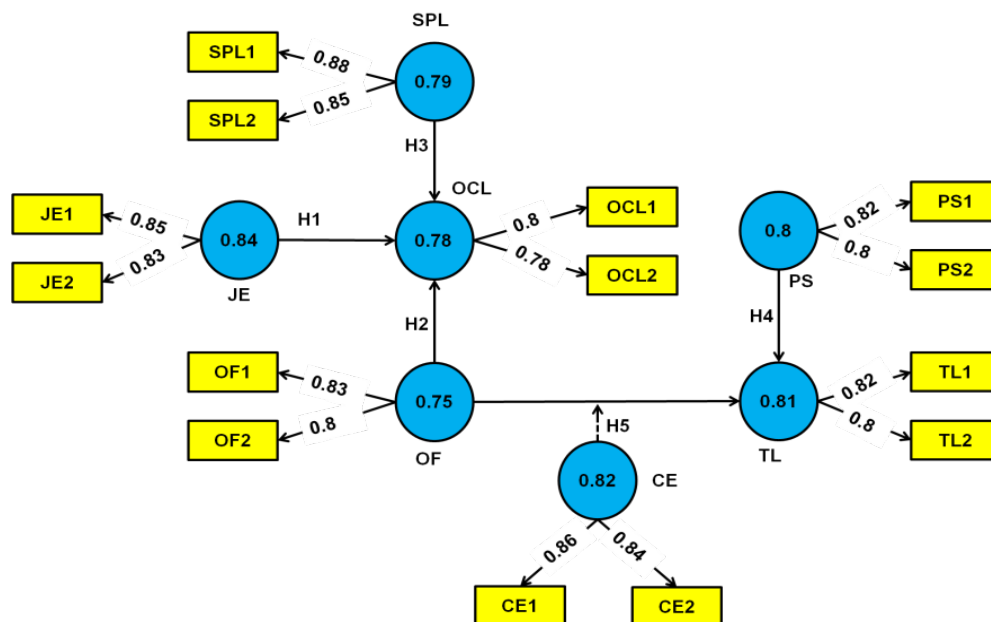 SPL
SPL1
0.88
0.79
0.85
SPL2
H3
OCL
JE1
0.85
0.84
H1
0.78
0.8
OCL1
0.78
OCL2
JE2
0.83
JE
0.8
0.82
PS1
0.8
PS2
PS
H2
H4
OF1
0.83
0.75
0.8
OF2
OF
H5
0.81
0.82
TL1
0.8
TL2
TL
0.82
CE
0.86
0.84
CE1
CE2